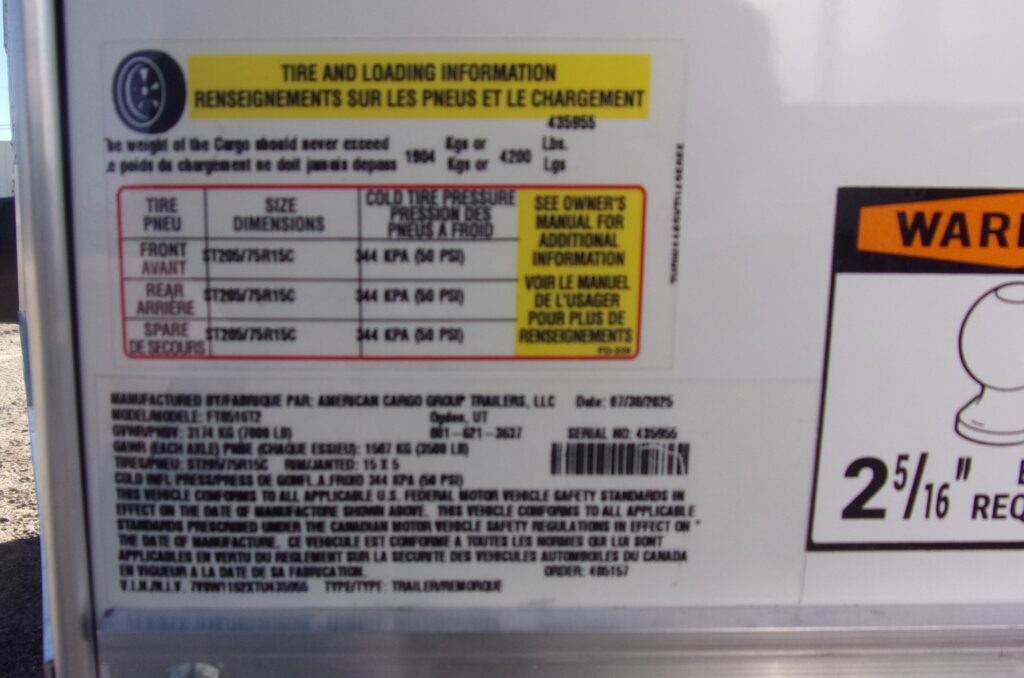 TIRE AND LOADING INFORMATION
RENSEIGNEMENTS SUR LES PNEUS ET LE CHARGEMENT
435955
he weight of the Cargo should never exceed 1904 Kgs or 4200 Lbs.
e poids du chargement ne doit jamais depass Kgs or Lgs
TIRE PNEU
SIZE DIMENSIONS
COLD TIRE PRESSURE PRESSION DES PNEUS A FROID
FRONT AVANT ST205/75R15C 344 KPA (50 PSI)
REAR ARRIÈRE ST205/75R15C 344 KPA (50 PSI)
SPARE DE SECOURS ST205/75R15C 344 KPA (50 PSI)
SEE OWNER'S
MANUAL FOR
ADDITIONAL
INFORMATION
VOIR LE MANUEL
DE L'USAGER
POUR PLUS DE
RENSEIGNEMENTS
MANUFACTURED BY/FABRIQUE PAR: AMERICAN CARGO GROUP TRAILERS, LLC Date: 07/30/2025
MODEL/MODELE: Ogden, UT
GVWR/PNBV: 3174 KG (7000 LB) 801-621-3637 SERIAL NO: 435955
GAWR (EACH AXLE) PNBE (CHAQUE ESSIEU): 1587 KG (3500 LB)
TIRES/PNEU: ST205/75R15C RIM/JANTED: 15 X 5
COLD INFL PRESS/PRESS DE GONFL A FROID 344 KPA (50 PSI)
THIS VEHICLE CONFORMS TO ALL APPLICABLE U.S. FEDERAL MOTOR VEHICLE SAFETY STANDARDS IN
EFFECT ON THE DATE OF MANUFACTURE SHOWN ABOVE. THIS VEHICLE CONFORMS TO ALL APPLICABLE
STANDARDS PRESCRIBED UNDER THE CANADIAN MOTOR VEHICLE SAFETY REGULATIONS IN EFFECT ON
THE DATE OF MANUFACTURE. CE VEHICULE EST CONFORME A TOUTES LES NORMES QUI LUI SONT
APPLICABLES EN VERTU DU REGLEMENT SUR LA SECURITE DES VEHICULES AUTOMOBILES DU CANADA
EN VIGUEUR A LA DATE DE SA FABRICATION. ORDER: 485157
V.I.N./N.I.V. TYPE/TYPE: TRAILER/REMORQUE
WAR
2 5/16"
REQ